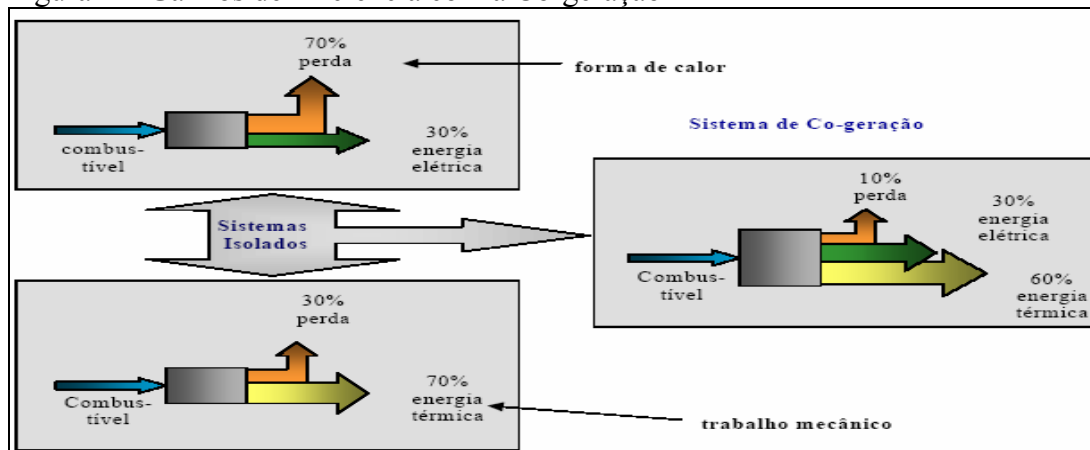 70%
perda
forma de calor
combus-
tível
30%
energia
elétrica
Sistema de Co-geração
Sistemas
Isolados
10%
perda
30%
energia
elétrica
Combus-
tível
60%
energia
térmica
30%
perda
Combus-
tível
70%
energia
térmica
trabalho mecânico